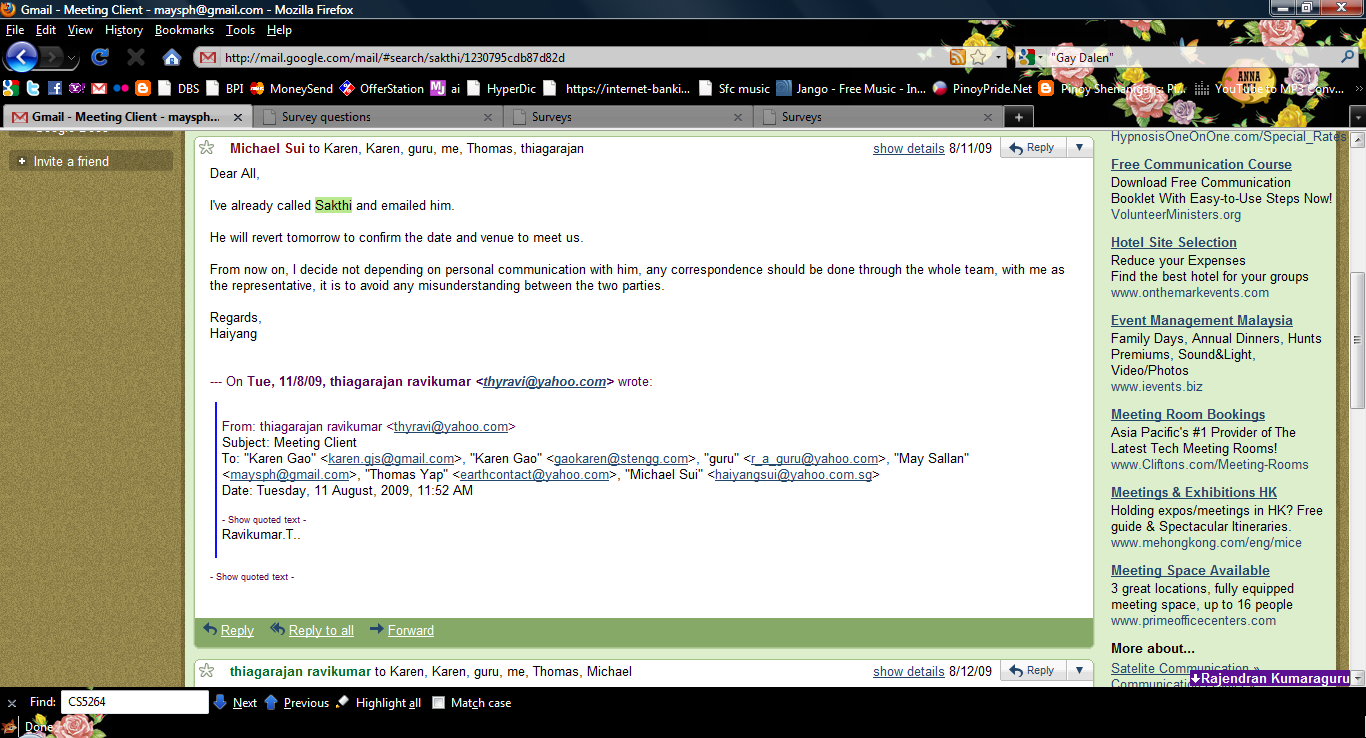 Gmail - Meeting Client - maysph@gmail.com - Mozilla Firefox
File Edit View History Bookmarks Tools Help
http://mail.google.com/mail/#search/sakthi/1230795cdb87d82d
"Gay Dalen"
DBS BPI MoneySend OfferStation ai HyperDic https://internet-banki... Sfc music Jango - Free Music - In... PinoyPride.Net Pinoy Shenanigans: Pi... YouTube to MP3 Conv...
Gmail - Meeting Client - maysph... Survey questions Surveys Surveys
Invite a friend
Michael Sui to Karen, Karen, guru, me, Thomas, thiagarajan show details 8/11/09 Reply
Dear All,
I've already called Sakthi and emailed him.
He will revert tomorrow to confirm the date and venue to meet us.
From now on, I decide not depending on personal communication with him, any correspondence should be done through the whole team, with me as
the representative, it is to avoid any misunderstanding between the two parties.
Regards,
Haiyang
--- On Tue, 11/8/09, thiagarajan ravikumar <thyravi@yahoo.com> wrote:
From: thiagarajan ravikumar <thyravi@yahoo.com>
Subject: Meeting Client
To: "Karen Gao" <karen.gjs@gmail.com>, "Karen Gao" <gaokaren@stengg.com>, "guru" <r_a_guru@yahoo.com>, "May Sallan"
<maysph@gmail.com>, "Thomas Yap" <earthcontact@yahoo.com>, "Michael Sui" <haiyangsui@yahoo.com.sg>
Date: Tuesday, 11 August, 2009, 11:52 AM
- Show quoted text -
Ravikumar.T..
- Show quoted text -
Reply Reply to all Forward
thiagarajan ravikumar to Karen, Karen, guru, me, Thomas, Michael show details 8/12/09 Reply
HypnosisOneOnOne.com/Special_Rates
Free Communication Course
Download Free Communication
Booklet With Easy-to-Use Steps Now!
VolunteerMinisters.org
Hotel Site Selection
Reduce your Expenses
Find the best hotel for your groups
www.onthemarkevents.com
Event Management Malaysia
Family Days, Annual Dinners, Hunts
Premiums, Sound&Light,
Video/Photos
www.ievents.biz
Meeting Room Bookings
Asia Pacific's #1 Provider of The
Latest Tech Meeting Rooms!
www.Cliftons.com/Meeting-Rooms
Meetings & Exhibitions HK
Holding expos/meetings in HK? Free
guide & Spectacular Itineraries.
www.mehongkong.com/eng/mice
Meeting Space Available
3 great locations, fully equipped
meeting space, up to 16 people
www.primeofficecenters.com
More about...
Satelite Communication »
Rajendran Kumaraguru
Find: CS5264 Next Previous Highlight all Match case
Done